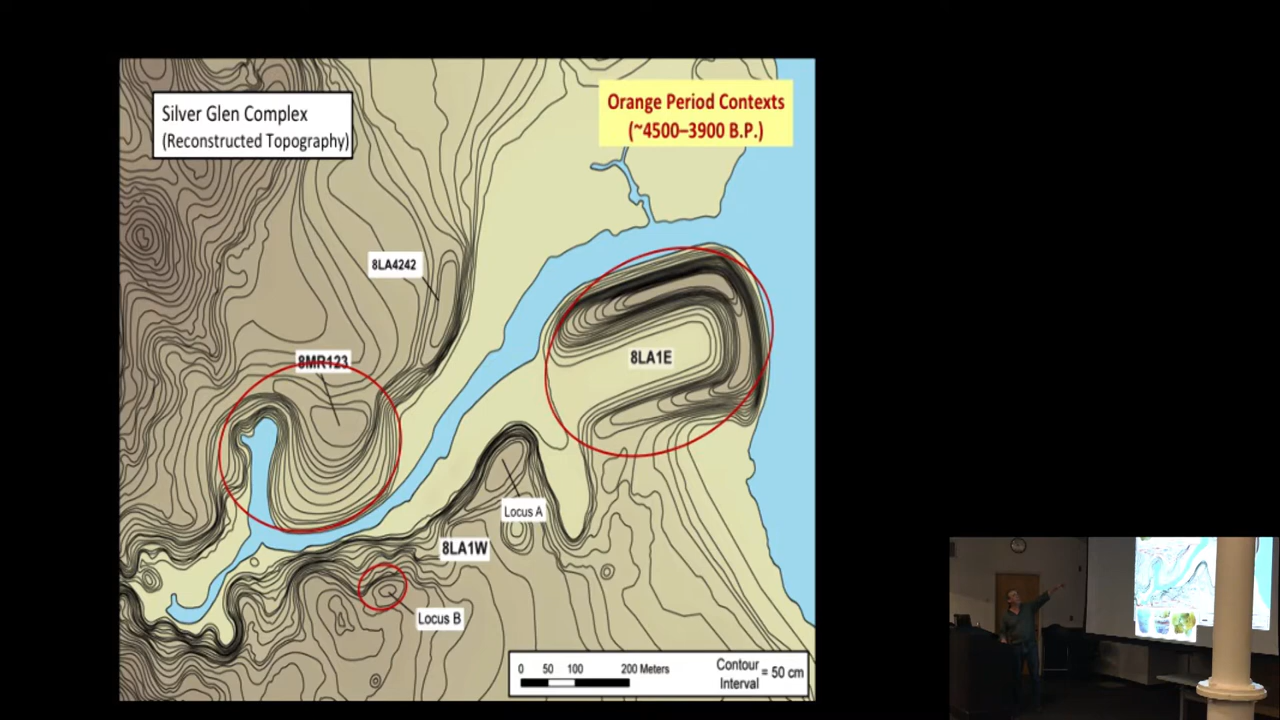 Silver Glen Complex
(Reconstructed Topography)
Orange Period Contexts
(~4500–3900 B.P.)
8LA4242
8MR123
8LA1E
Locus A
8LA1W
Locus B
0 50 100 200 Meters
Contour
Interval = 50 cm